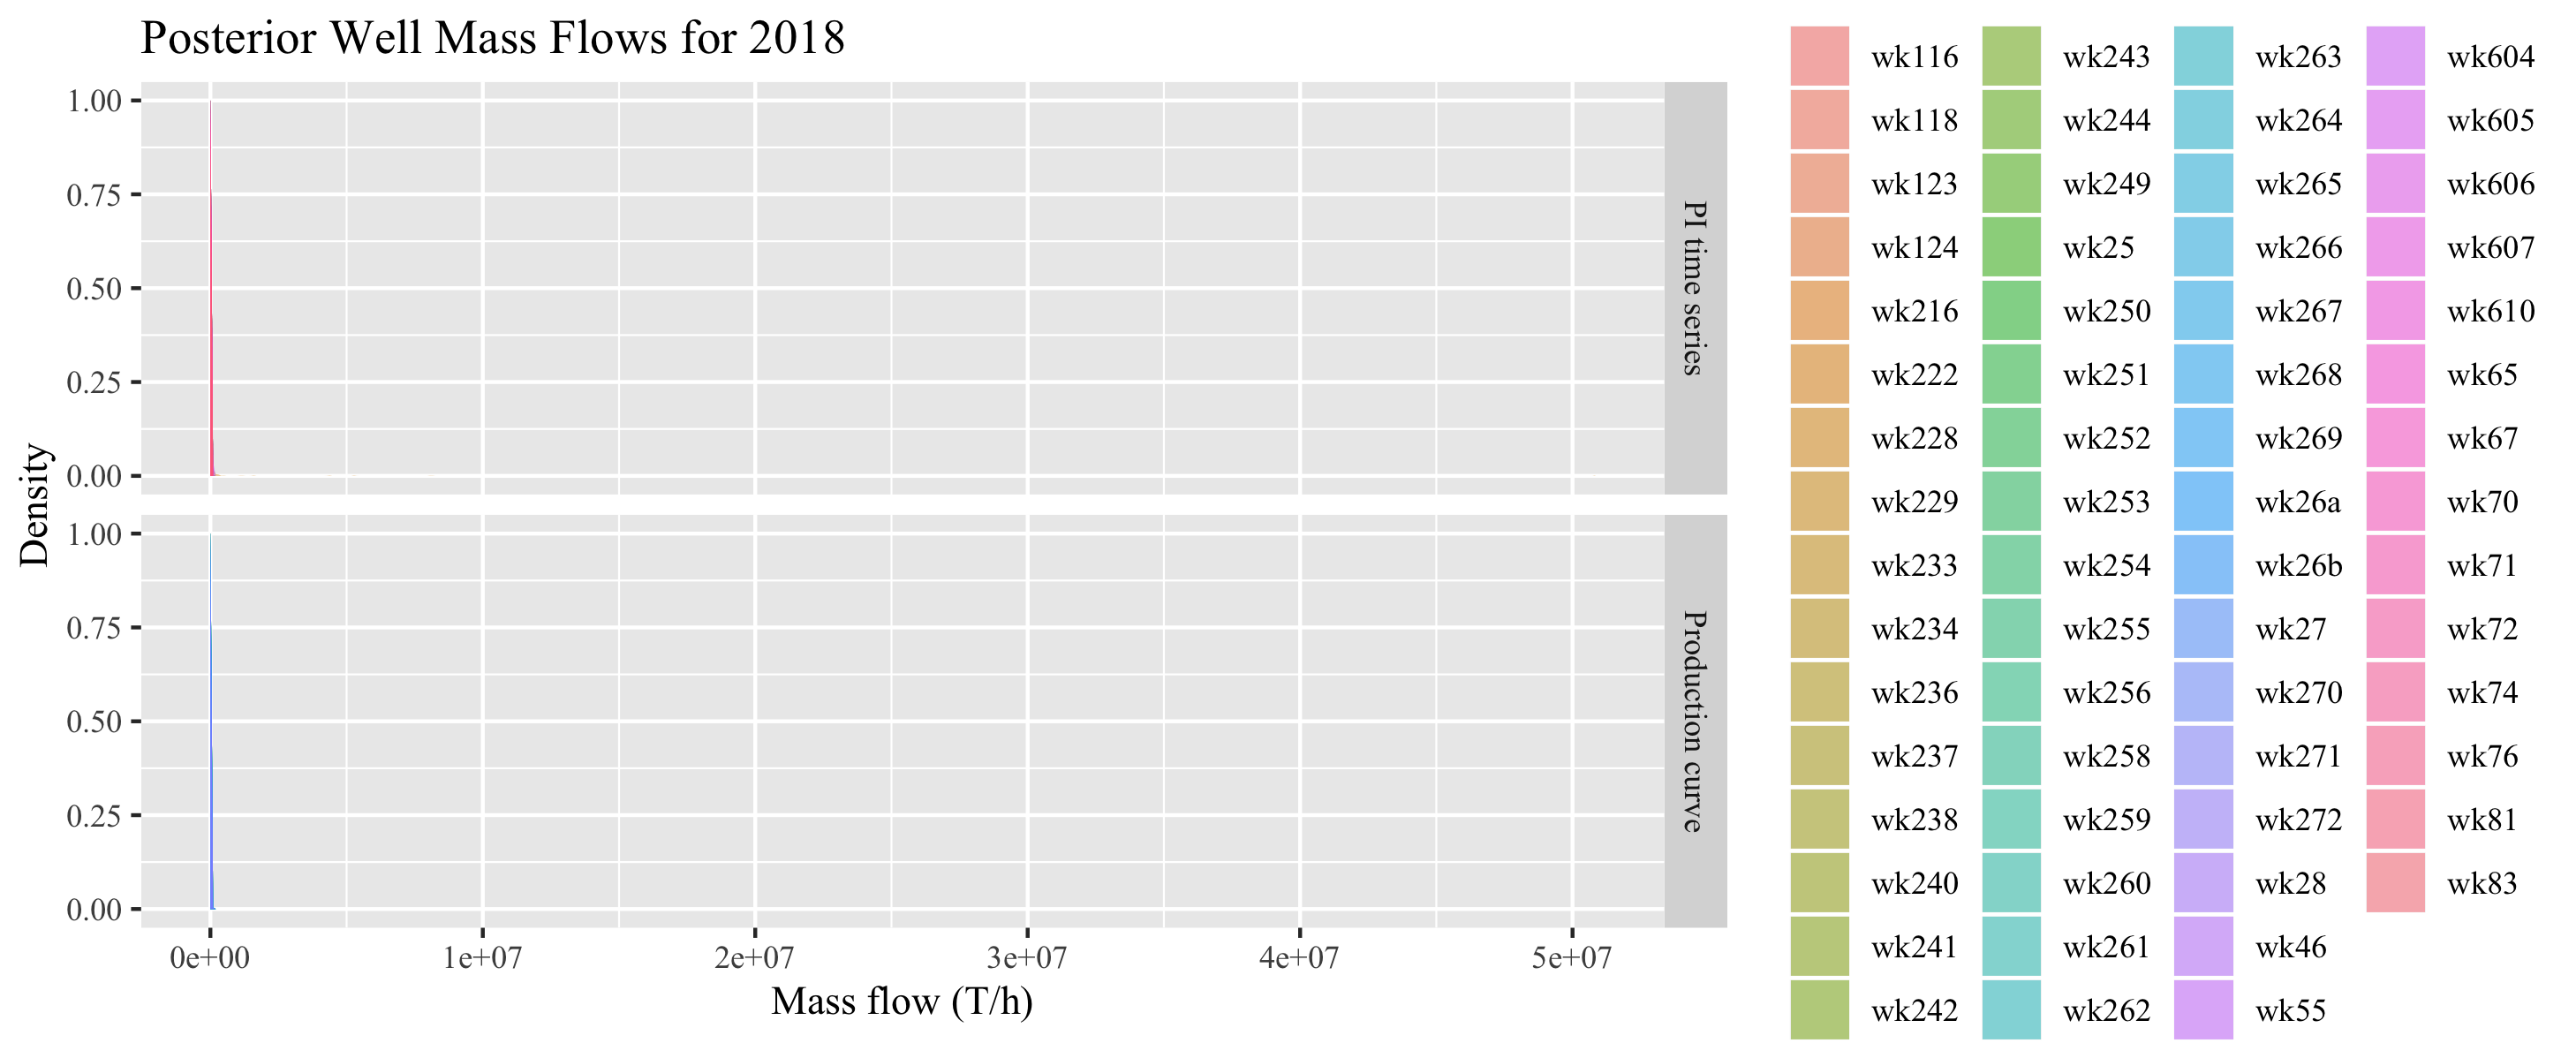 Posterior Well Mass Flows for 2018
Density
1.00
0.75
0.50
0.25
0.00
PI time series
1.00
0.75
0.50
0.25
0.00
Production curve
0e+00 1e+07 2e+07 3e+07 4e+07 5e+07
Mass flow (T/h)
wk116 wk243 wk263 wk604
wk118 wk244 wk264 wk605
wk123 wk249 wk265 wk606
wk124 wk25 wk266 wk607
wk216 wk250 wk267 wk610
wk222 wk251 wk268 wk65
wk228 wk252 wk269 wk67
wk229 wk253 wk26a wk70
wk233 wk254 wk26b wk71
wk234 wk255 wk27 wk72
wk236 wk256 wk270 wk74
wk237 wk258 wk271 wk76
wk238 wk259 wk272 wk81
wk240 wk260 wk28 wk83
wk241 wk261 wk46
wk242 wk262 wk55